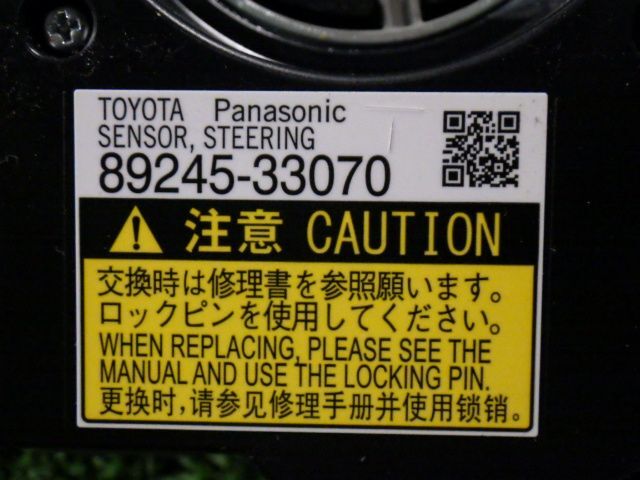 TOYOTA Panasonic
SENSOR, STEERING
89245-33070
注意 CAUTION
交換時は修理書を参照願います。
ロックピンを使用してください。
WHEN REPLACING, PLEASE SEE THE
MANUAL AND USE THE LOCKING PIN.
更换时,请参见修理手册并使用锁销。